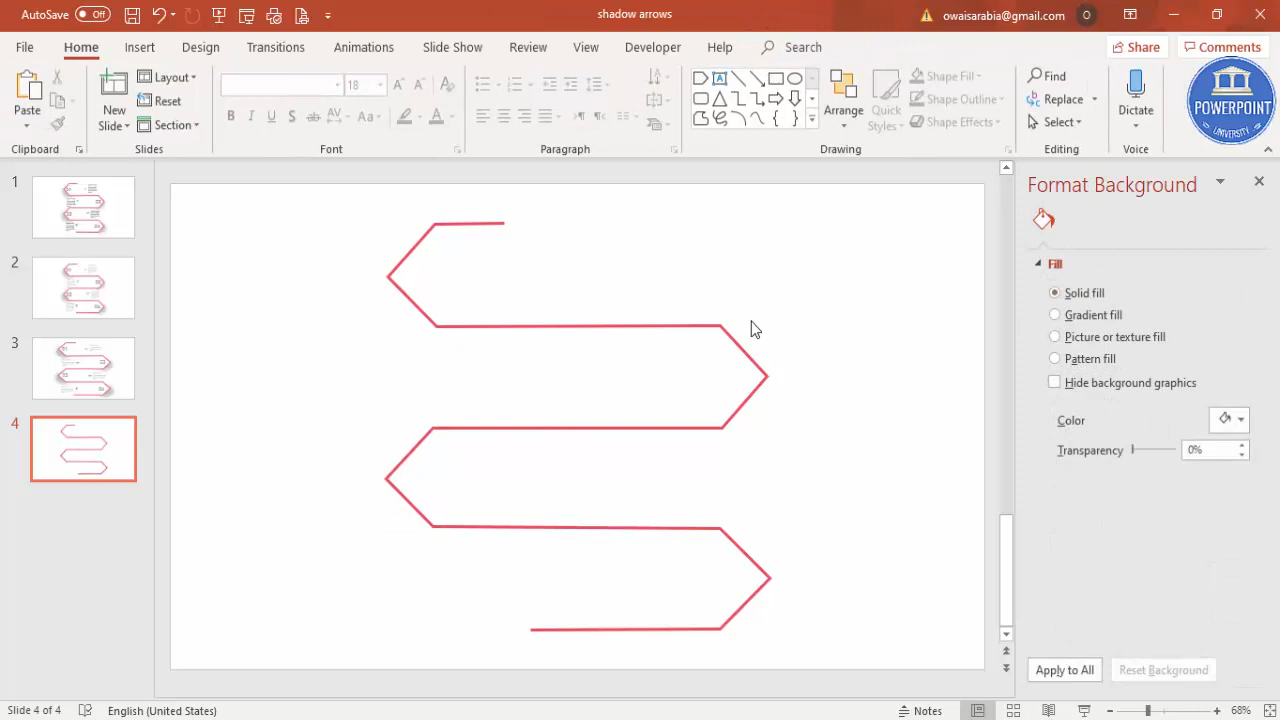 AutoSave Off
shadow arrows
owaisarabia@gmail.com
File Home Insert Design Transitions Animations Slide Show Review View Developer Help Search
Share Comments
Paste
New
Slide
Layout
Reset
Section
18
B I U S ab AV Aa A
Arrange
Quick
Styles
Shape Fill
Shape Outline
Shape Effects
Find
Replace
Select
Dictate
POWERPOINT
UNIVERSITY
Clipboard Slides Font Paragraph Drawing Editing Voice
1
2
3
4
Format Background
Fill
Solid fill
Gradient fill
Picture or texture fill
Pattern fill
Hide background graphics
Color
Transparency 0%
Apply to All Reset Background
Slide 4 of 4 English (United States) Notes 68%